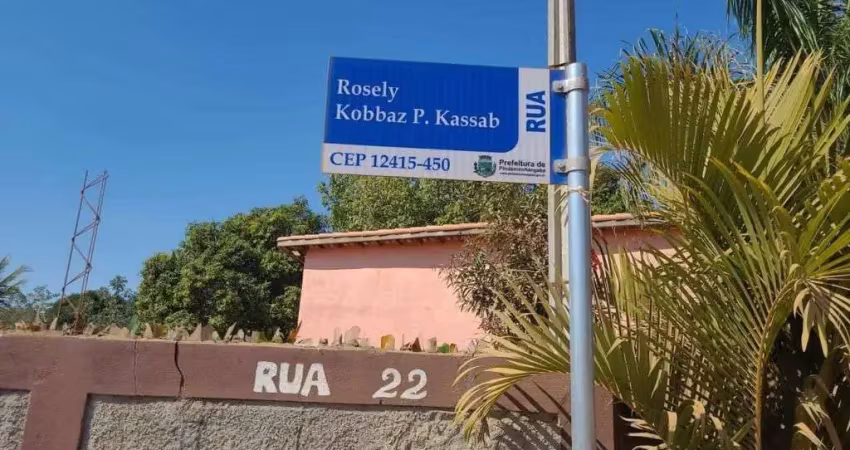 Rosely
Kobbaz P. Kassab
RUA
CEP 12415-450
Prefeitura de
Pindamonhangaba
RUA 22